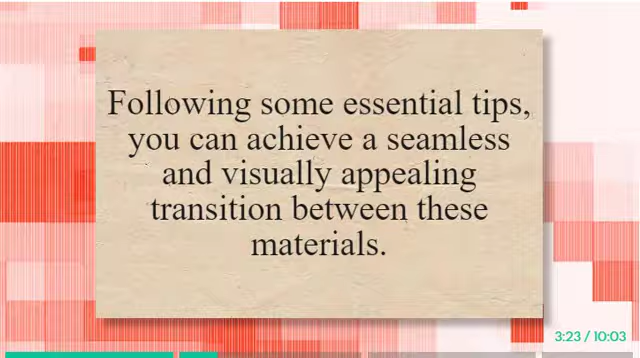 Following some essential tips,
you can achieve a seamless
and visually appealing
transition between these
materials.
3:23 / 10:03